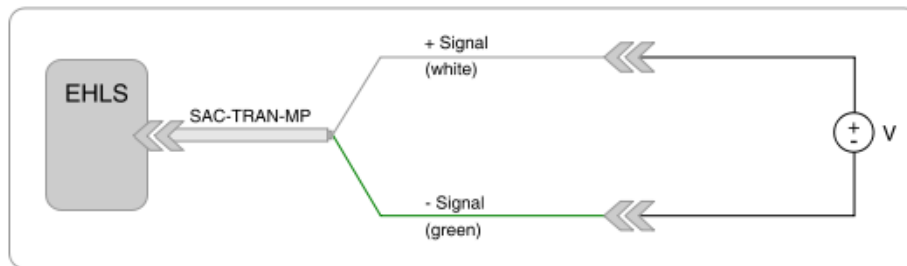 + Signal
(white)
EHLS
SAC-TRAN-MP
+
-
V
- Signal
(green)